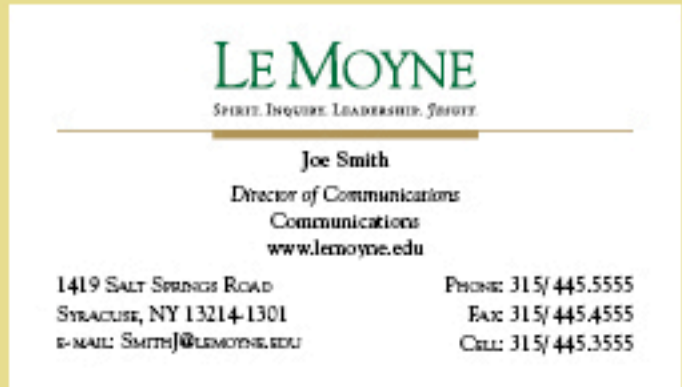 LE MOYNE
SPIRIT. INQUIRY. LEADERSHIP. JESUIT.
Joe Smith
Director of Communications
Communications
www.lemoyne.edu
1419 SALT SPRINGS ROAD
SYRACUSE, NY 13214-1301
E-MAIL: SMITHJ@LEMOYNE.EDU
PHONE: 315/445.5555
FAX: 315/445.4555
CELL: 315/445.3555